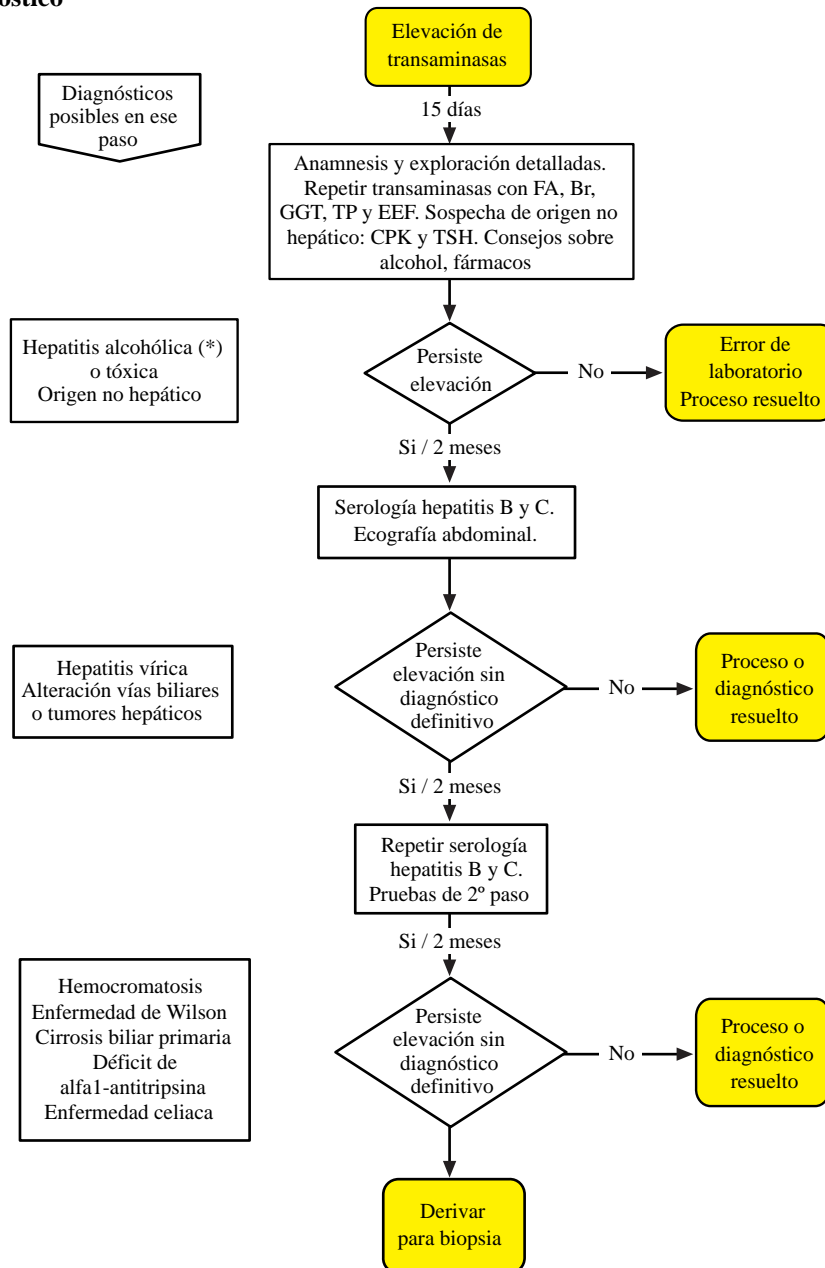 Elevación de
transaminasas
Diagnósticos
posibles en ese
paso
15 días
Anamnesis y exploración detalladas.
Repetir transaminasas con FA, Br,
GGT, TP y EEF. Sospecha de origen no
hepático: CPK y TSH. Consejos sobre
alcohol, fármacos
Hepatitis alcohólica (*)
o tóxica
Origen no hepático
Persiste
elevación
No
Error de
laboratorio
Proceso resuelto
Si / 2 meses
Serología hepatitis B y C.
Ecografía abdominal.
Hepatitis vírica
Alteración vías biliares
o tumores hepáticos
Persiste
elevación sin
diagnóstico
definitivo
No
Proceso o
diagnóstico
resuelto
Si / 2 meses
Repetir serología
hepatitis B y C.
Pruebas de 2º paso
Si / 2 meses
Hemocromatosis
Enfermedad de Wilson
Cirrosis biliar primaria
Déficit de
alfa1-antitripsina
Enfermedad celiaca
Persiste
elevación sin
diagnóstico
definitivo
No
Proceso o
diagnóstico
resuelto
Derivar
para biopsia